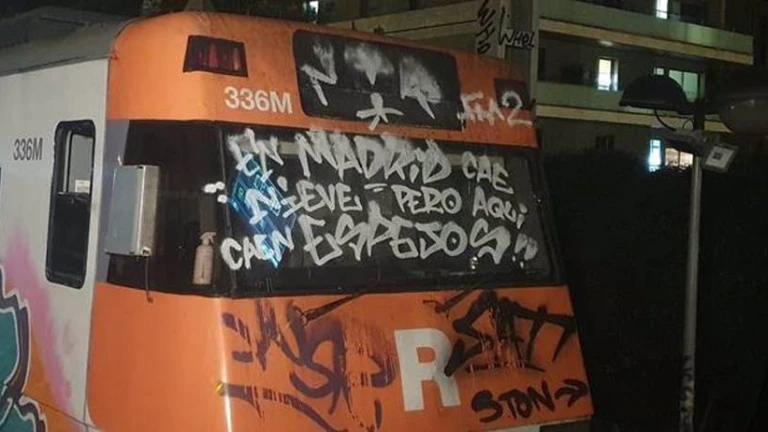 336M
336M
EN MADRID CAE
NIEVE - PERO AQUI
CAEN ESPEJOS!!
R
STON →